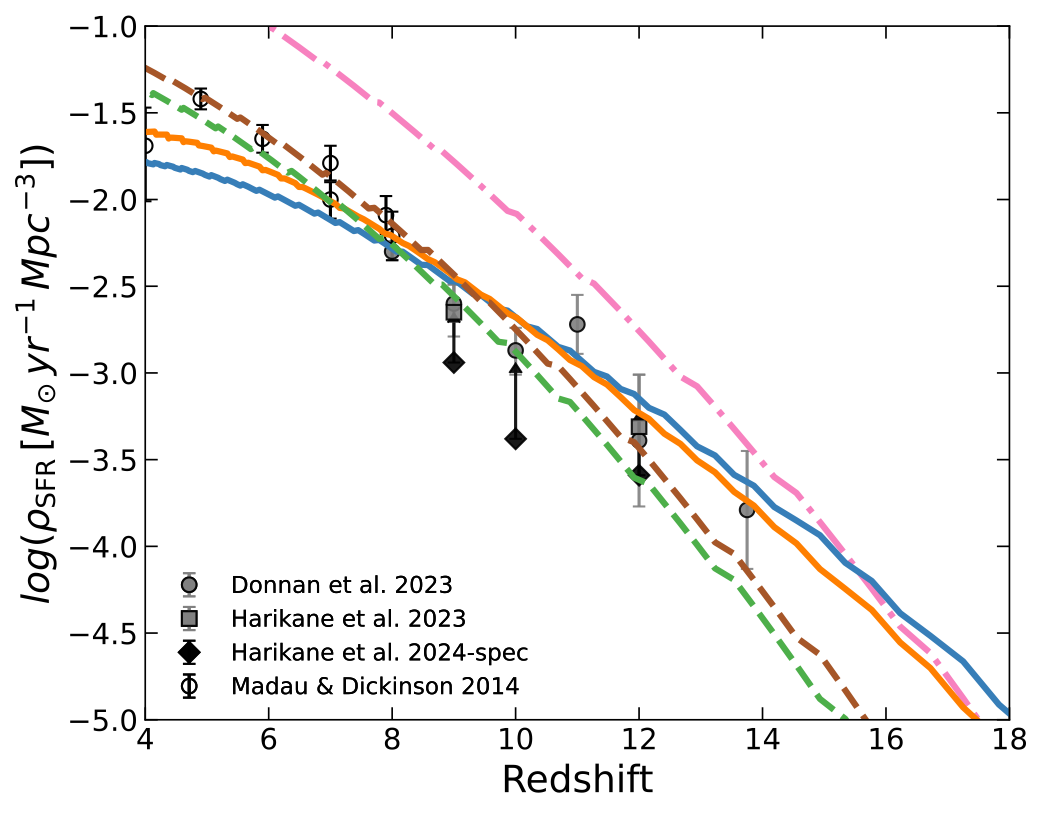 −1.0
−1.5
−2.0
−2.5
−3.0
−3.5
−4.0
−4.5
−5.0
log(ρSFR [M⊙ yr−1 Mpc−3])
Donnan et al. 2023
Harikane et al. 2023
Harikane et al. 2024-spec
Madau & Dickinson 2014
4 6 8 10 12 14 16 18
Redshift